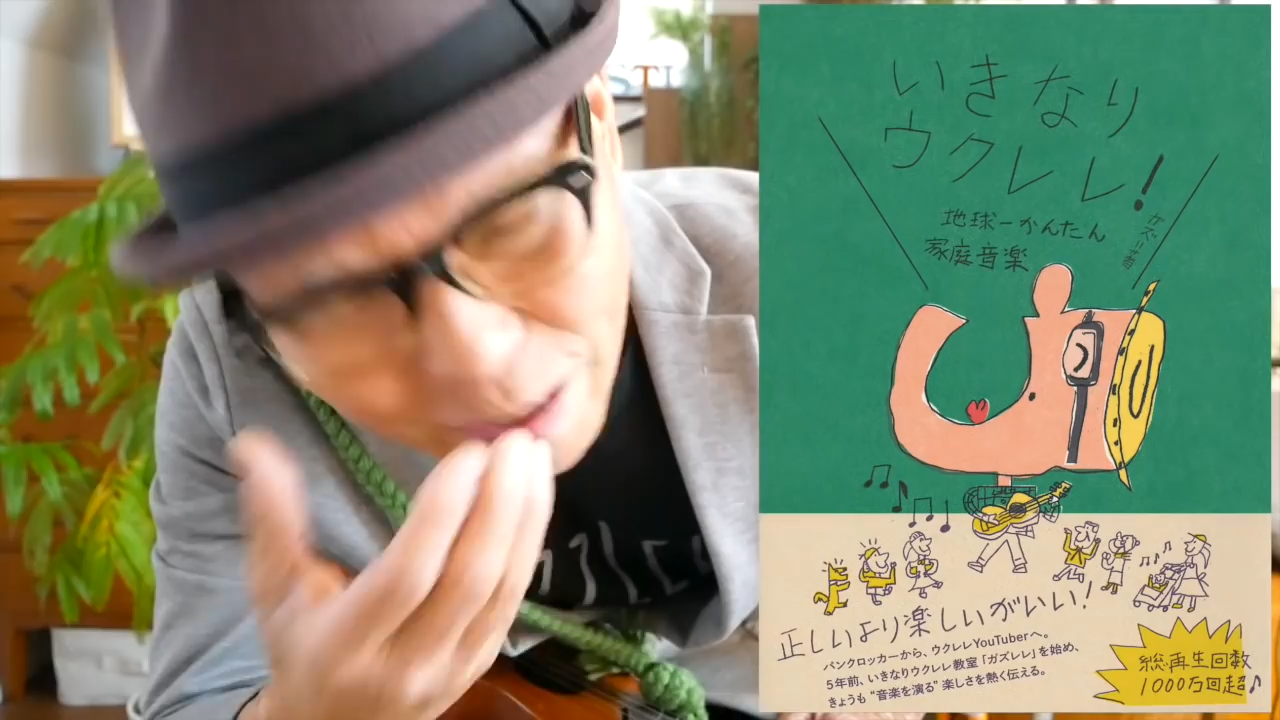 いきなり
ウクレレ!
地球一かんたん
家庭音楽
ガズ川著
正しいより楽しいがいい!
パンクロッカーから、ウクレレYouTuberへ。
5年前、いきなりウクレレ教室「ガズレレ」を始め、
きょうも“音楽を演る”楽しさを熱く伝える。
総再生回数
1000万回超♪